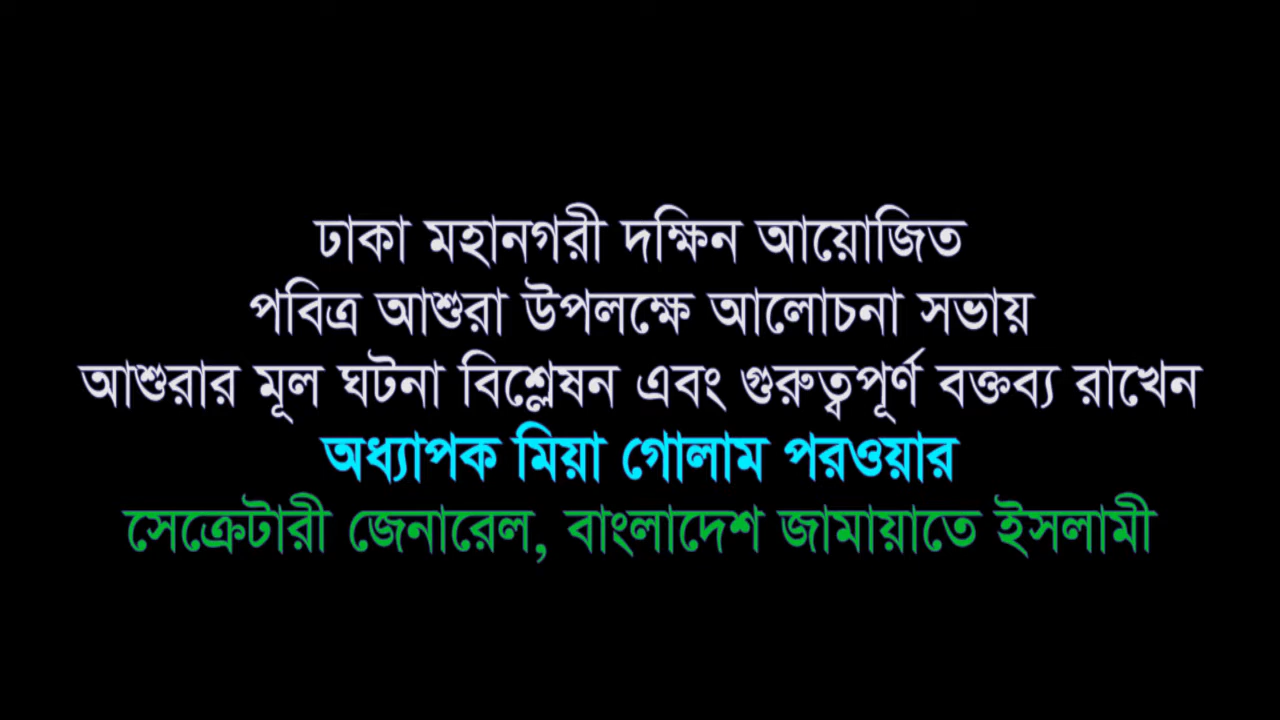 ঢাকা মহানগরী দক্ষিন আয়োজিত
পবিত্র আশুরা উপলক্ষে আলোচনা সভায়
আশুরার মূল ঘটনা বিশ্লেষন এবং গুরুত্বপূর্ণ বক্তব্য রাখেন
অধ্যাপক মিয়া গোলাম পরওয়ার
সেক্রেটারী জেনারেল, বাংলাদেশ জামায়াতে ইসলামী